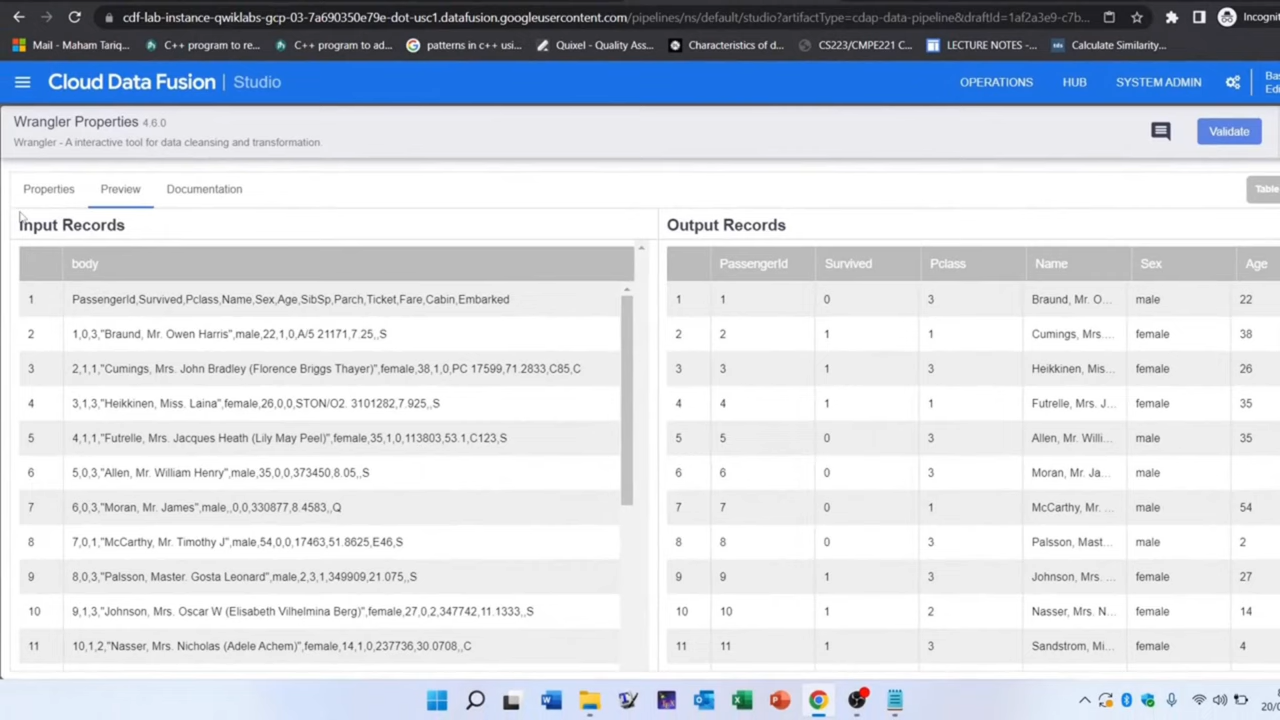 cdf-lab-instance-qwiklabs-gcp-03-7a690350e79e-dot-usc1.datafusion.googleusercontent.com/pipelines/ns/default/studio?artifactType=cdap-data-pipeline&draftId=1af2a3e9-c7b...
Incogni
Mail - Maham Tariq... C++ program to re... C++ program to ad... patterns in c++ usi... Quixel - Quality Ass... Characteristics of d... CS223/CMPE221 C... LECTURE NOTES -... Calculate Similarity...
Cloud Data Fusion | Studio OPERATIONS HUB SYSTEM ADMIN Bas
Edi
Wrangler Properties 4.6.0
Wrangler - A interactive tool for data cleansing and transformation. Validate
Properties Preview Documentation Table
Input Records Output Records
body PassengerId Survived Pclass Name Sex Age
1 PassengerId,Survived,Pclass,Name,Sex,Age,SibSp,Parch,Ticket,Fare,Cabin,Embarked 1 1 0 3 Braund, Mr. O... male 22
2 1,0,3,"Braund, Mr. Owen Harris",male,22,1,0,A/5 21171,7.25,,S 2 2 1 1 Cumings, Mrs.... female 38
3 2,1,1,"Cumings, Mrs. John Bradley (Florence Briggs Thayer)",female,38,1,0,PC 17599,71.2833,C85,C 3 3 1 3 Heikkinen, Mis... female 26
4 3,1,3,"Heikkinen, Miss. Laina",female,26,0,0,STON/O2. 3101282,7.925,,S 4 4 1 1 Futrelle, Mrs. J... female 35
5 4,1,1,"Futrelle, Mrs. Jacques Heath (Lily May Peel)",female,35,1,0,113803,53.1,C123,S 5 5 0 3 Allen, Mr. Willi... male 35
6 5,0,3,"Allen, Mr. William Henry",male,35,0,0,373450,8.05,,S 6 6 0 3 Moran, Mr. Ja... male
7 6,0,3,"Moran, Mr. James",male,,0,0,330877,8.4583,,Q 7 7 0 1 McCarthy, Mr. ... male 54
8 7,0,1,"McCarthy, Mr. Timothy J",male,54,0,0,17463,51.8625,E46,S 8 8 0 3 Palsson, Mast... male 2
9 8,0,3,"Palsson, Master. Gosta Leonard",male,2,3,1,349909,21.075,,S 9 9 1 3 Johnson, Mrs. ... female 27
10 9,1,3,"Johnson, Mrs. Oscar W (Elisabeth Vilhelmina Berg)",female,27,0,2,347742,11.1333,,S 10 10 1 2 Nasser, Mrs. N... female 14
11 10,1,2,"Nasser, Mrs. Nicholas (Adele Achem)",female,14,1,0,237736,30.0708,,C 11 11 1 3 Sandstrom, Mi... female 4
20/0